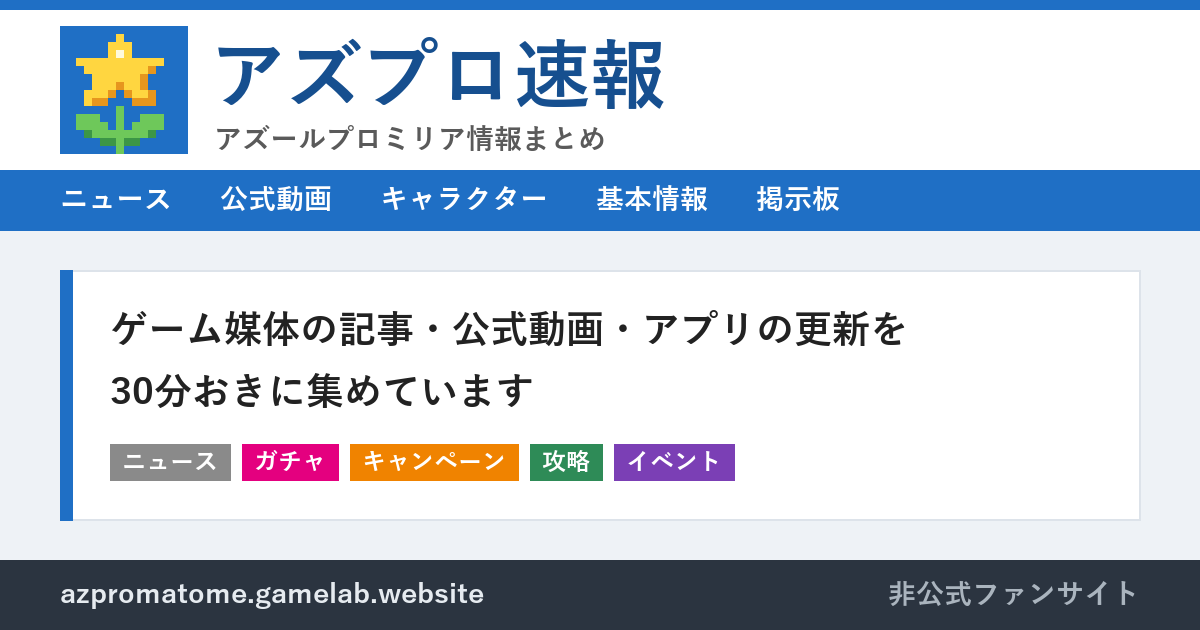 アズプロ速報
アズールプロミリア情報まとめ
ニュース 公式動画 キャラクター 基本情報 掲示板
ゲーム媒体の記事・公式動画・アプリの更新を
30分おきに集めています
ニュース ガチャ キャンペーン 攻略 イベント
azpromatome.gamelab.website 非公式ファンサイト